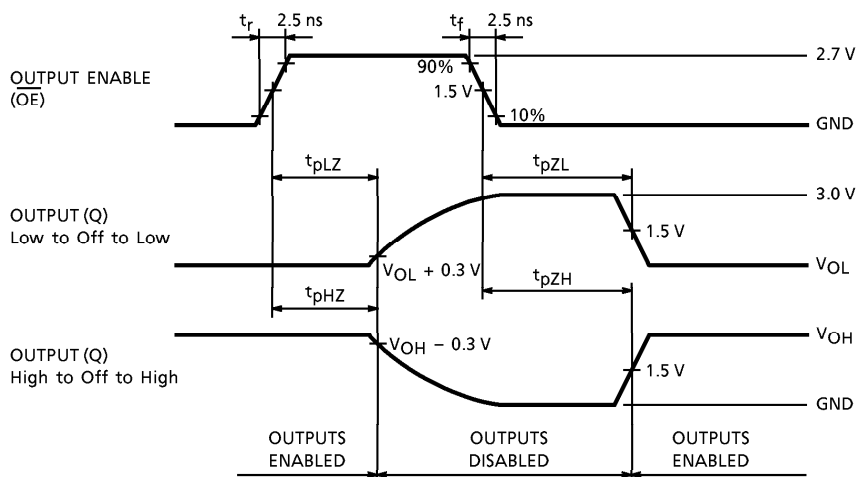 tr 2.5 ns tf 2.5 ns
2.7 V
90%
OUTPUT ENABLE
(OE)
1.5 V
10%
GND
tpLZ tpZL
3.0 V
OUTPUT (Q)
Low to Off to Low
1.5 V
VOL + 0.3 V
VOL
tpHZ tpZH
VOH
VOH − 0.3 V
OUTPUT (Q)
High to Off to High
1.5 V
GND
OUTPUTS OUTPUTS OUTPUTS
ENABLED DISABLED ENABLED